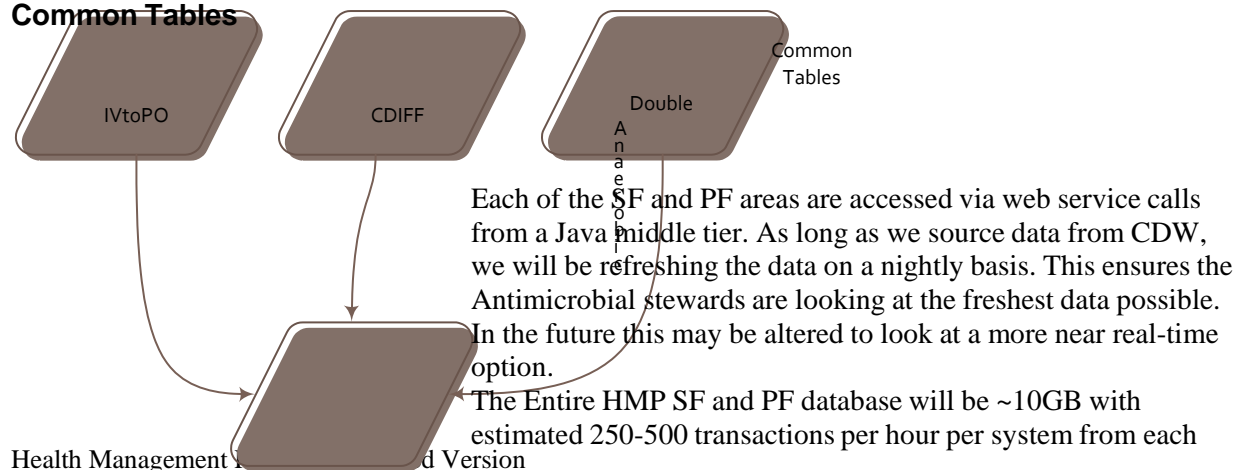 Common Tables
Common
Tables
IVtoPO
CDIFF
Double
Anaerobic
Each of the SF and PF areas are accessed via web service calls
from a Java middle tier. As long as we source data from CDW,
we will be refreshing the data on a nightly basis. This ensures the
Antimicrobial stewards are looking at the freshest data possible.
In the future this may be altered to look at a more near real-time
option.
The Entire HMP SF and PF database will be ~10GB with
estimated 250-500 transactions per hour per system from each
Health Management d Version